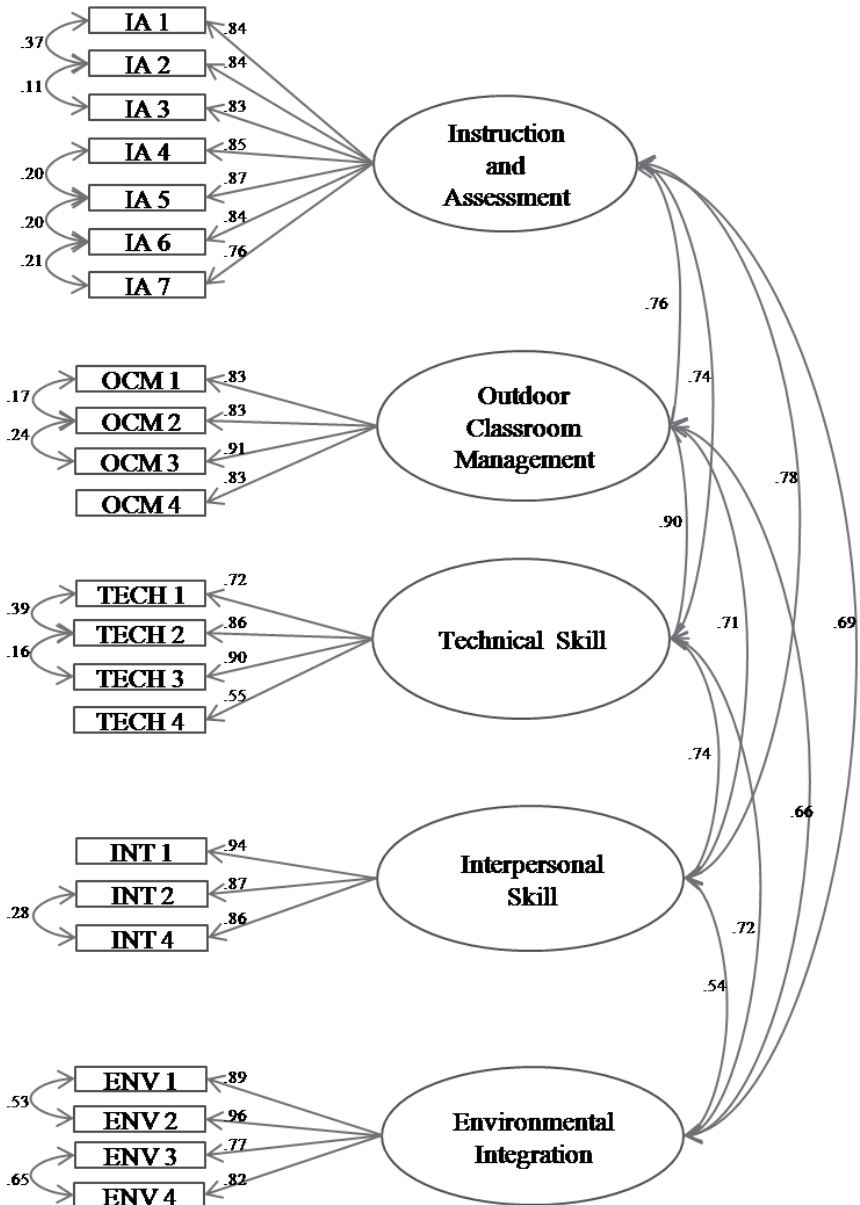 IA 1
.84
.37
IA 2
.84
.11
IA 3
.83
Instruction
and
Assessment
IA 4
.85
.20
IA 5
.87
.20
IA 6
.84
.21
IA 7
.76
.76
.74
.78
.69
OCM 1
.83
.17
OCM 2
.83
.24
OCM 3
.91
OCM 4
.83
Outdoor
Classroom
Management
.90
.71
.66
TECH 1
.72
.39
TECH 2
.86
.16
TECH 3
.90
TECH 4
.55
Technical Skill
.74
.72
INT 1
.94
INT 2
.87
.28
INT 4
.86
Interpersonal
Skill
.54
ENV 1
.89
.53
ENV 2
.96
ENV 3
.77
.65
ENV 4
.82
Environmental
Integration